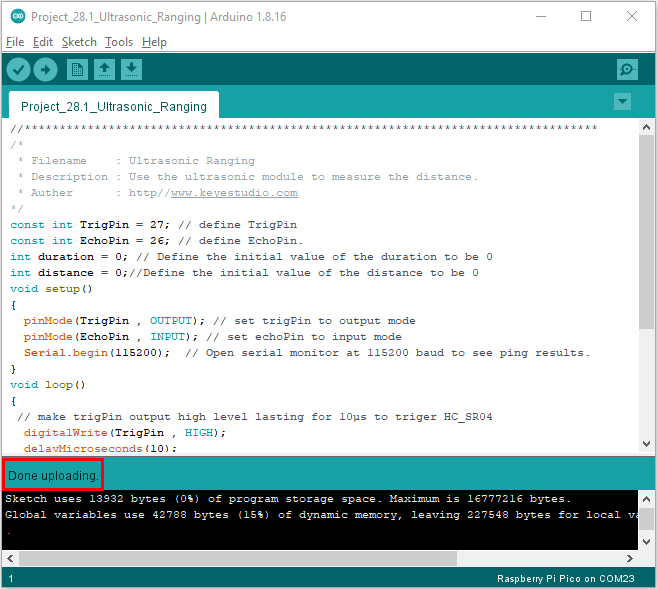 Project_28.1_Ultrasonic_Ranging | Arduino 1.8.16
File Edit Sketch Tools Help
Project_28.1_Ultrasonic_Ranging
//**********************************************************************************
/*
 * Filename    : Ultrasonic Ranging
 * Description : Use the ultrasonic module to measure the distance.
 * Auther      : http//www.keyestudio.com
*/
const int TrigPin = 27; // define TrigPin
const int EchoPin = 26; // define EchoPin.
int duration = 0; // Define the initial value of the duration to be 0
int distance = 0;//Define the initial value of the distance to be 0
void setup()
{
  pinMode(TrigPin , OUTPUT); // set trigPin to output mode
  pinMode(EchoPin , INPUT); // set echoPin to input mode
  Serial.begin(115200);  // Open serial monitor at 115200 baud to see ping results.
}
void loop()
{
 // make trigPin output high level lasting for 10μs to triger HC_SR04
  digitalWrite(TrigPin , HIGH);
  delayMicroseconds(10);
Done uploading.
Sketch uses 13932 bytes (0%) of program storage space. Maximum is 16777216 bytes.
Global variables use 42788 bytes (15%) of dynamic memory, leaving 227548 bytes for local va
.
1
Raspberry Pi Pico on COM23